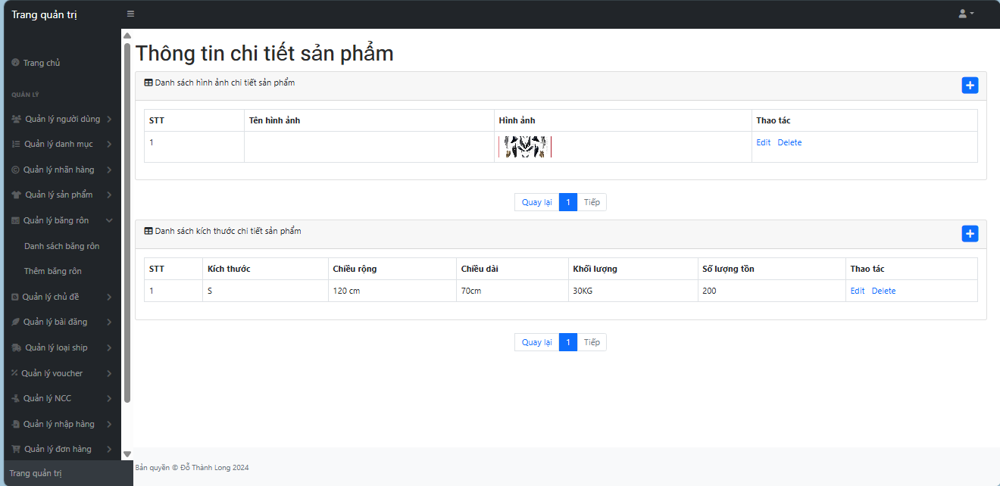 Trang quản trị
Trang chủ
QUẢN LÝ
Quản lý người dùng
Quản lý danh mục
Quản lý nhãn hàng
Quản lý sản phẩm
Quản lý băng rôn
Danh sách băng rôn
Thêm băng rôn
Quản lý chủ đề
Quản lý bài đăng
Quản lý loại ship
Quản lý voucher
Quản lý NCC
Quản lý nhập hàng
Quản lý đơn hàng
Trang quản trị
Thông tin chi tiết sản phẩm
Danh sách hình ảnh chi tiết sản phẩm
STT Tên hình ảnh Hình ảnh Thao tác
1 Edit Delete
Quay lại 1 Tiếp
Danh sách kích thước chi tiết sản phẩm
STT Kích thước Chiều rộng Chiều dài Khối lượng Số lượng tồn Thao tác
1 S 120 cm 70cm 30KG 200 Edit Delete
Quay lại 1 Tiếp
Bản quyền © Đỗ Thành Long 2024